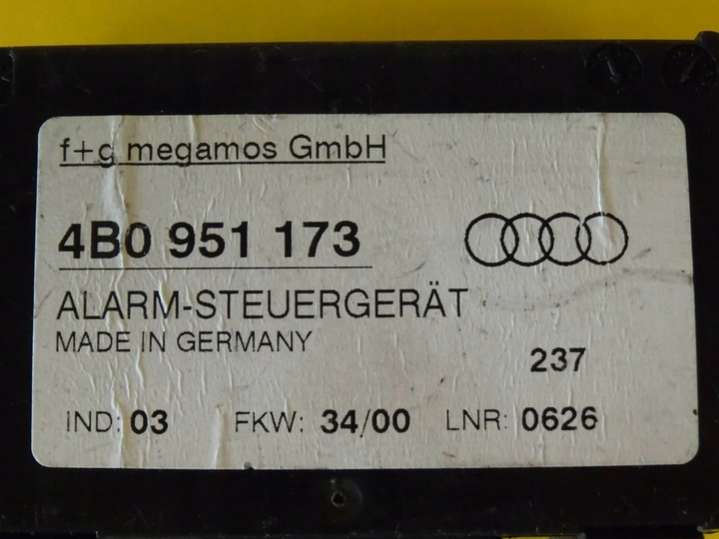 f+g megamos GmbH
4B0 951 173
ALARM-STEUERGERÄT
MADE IN GERMANY
237
IND: 03 FKW: 34/00 LNR: 0626